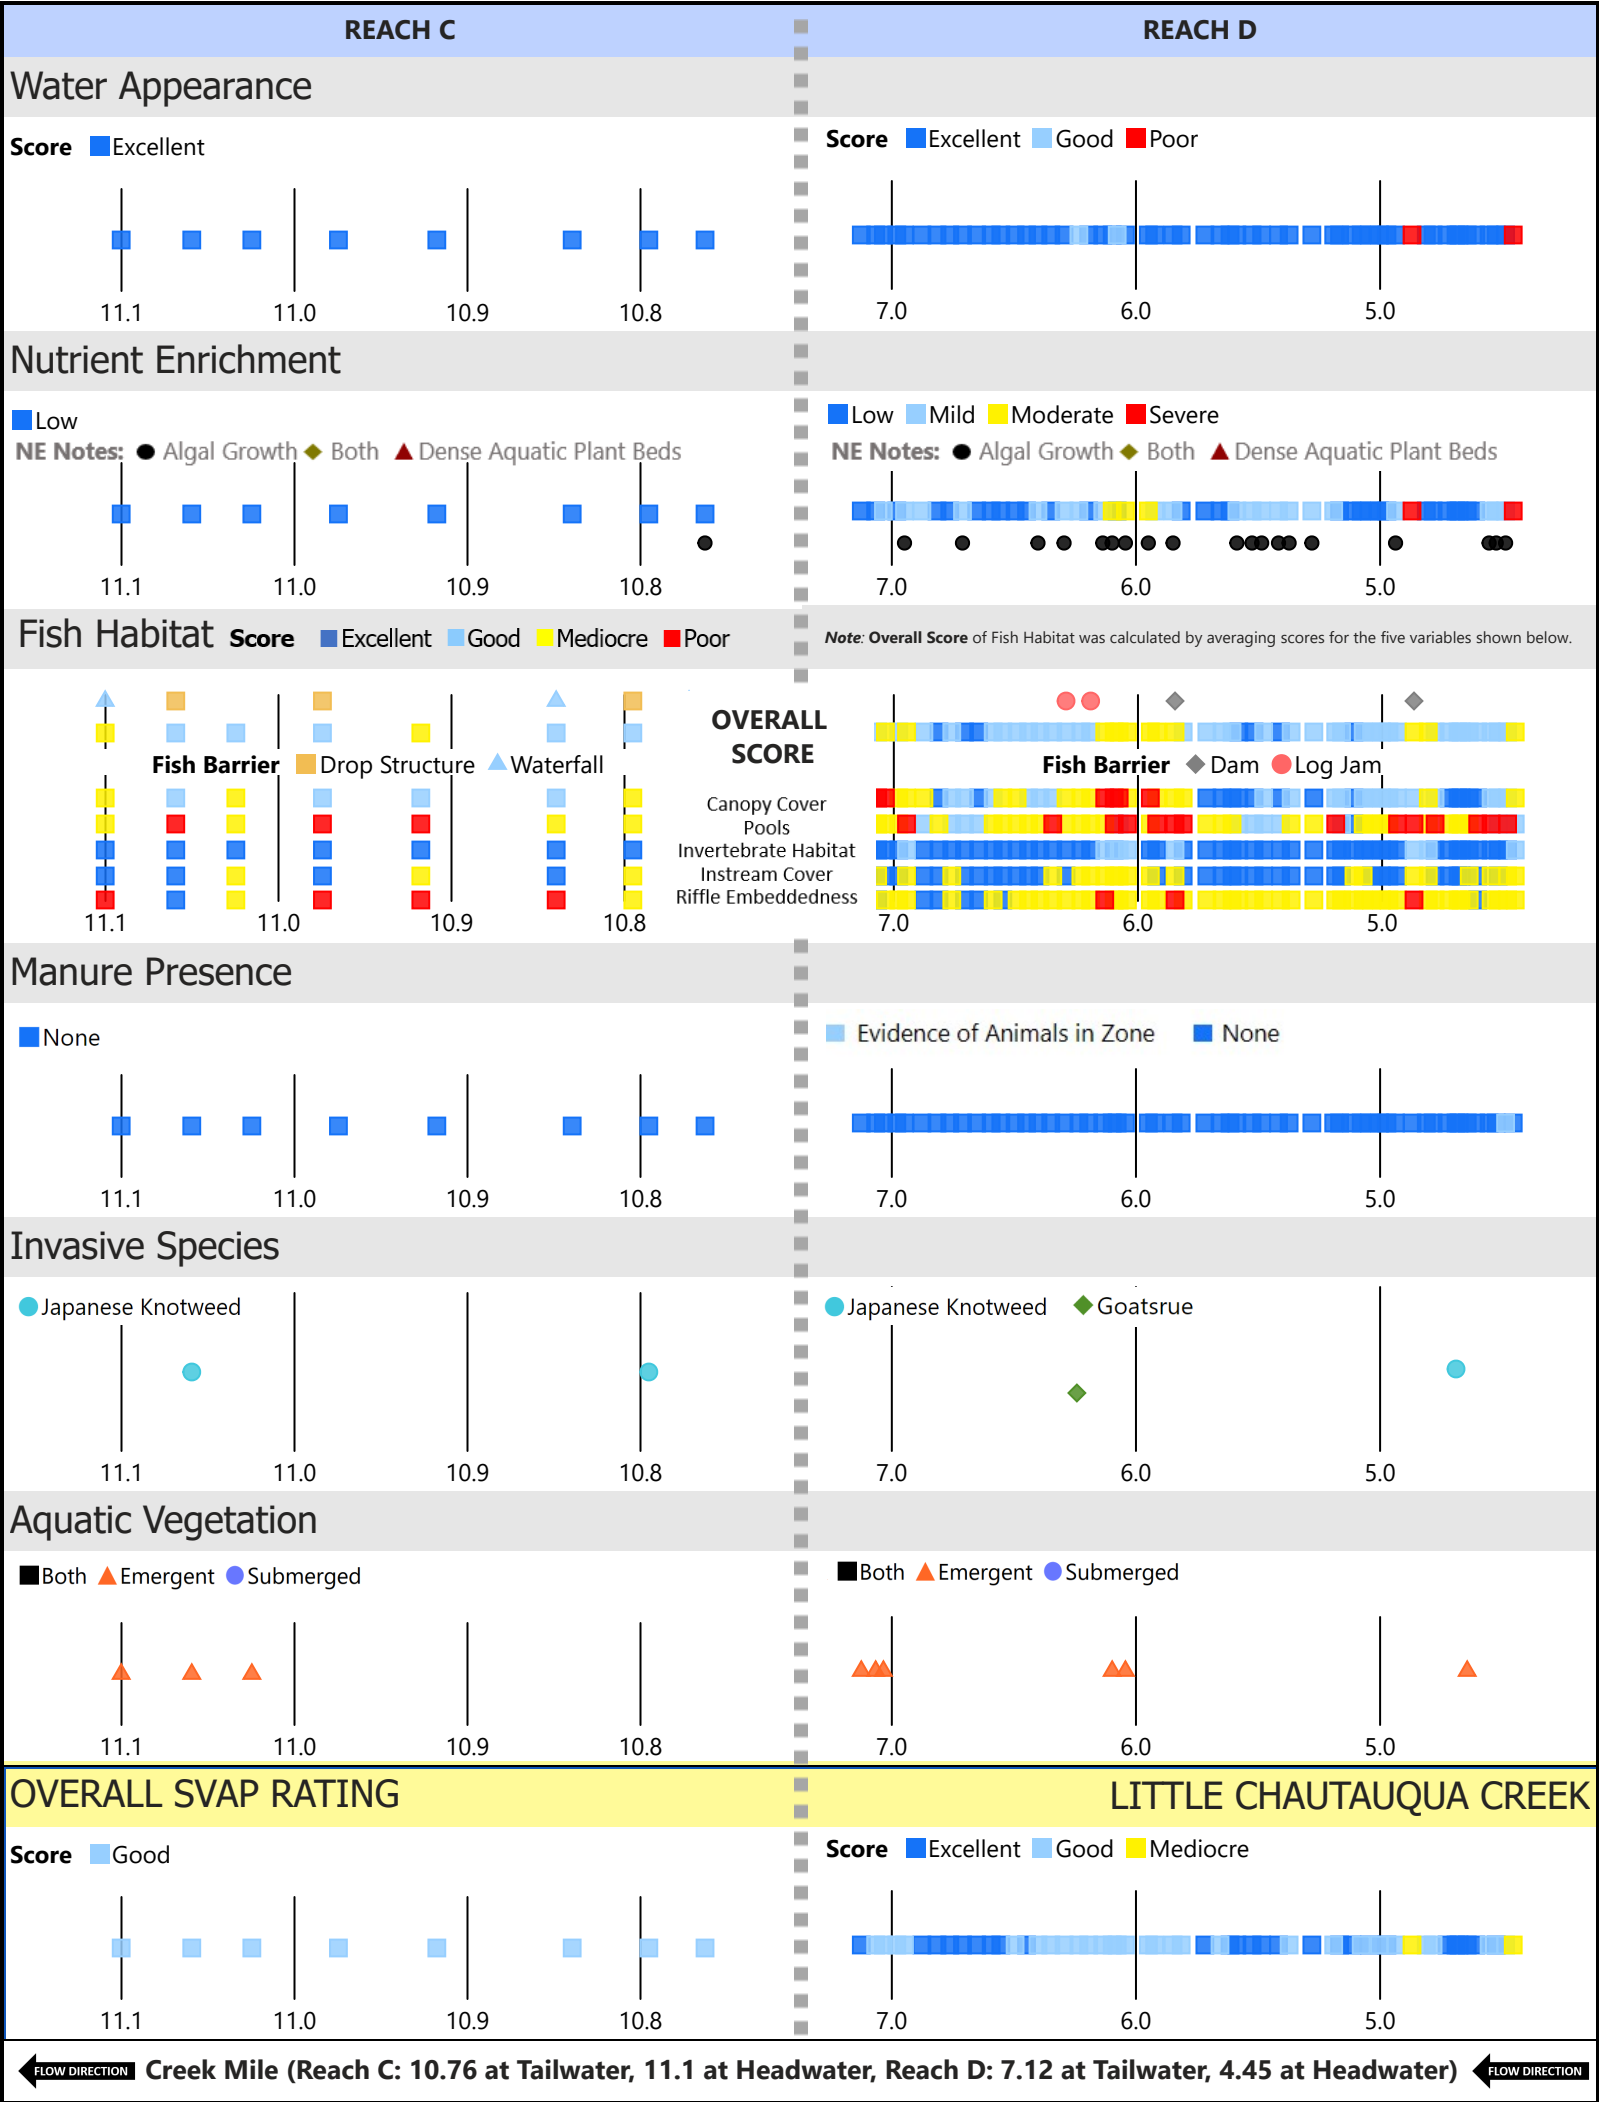 REACH C
REACH D
Water Appearance
Score Excellent
Score Excellent Good Poor
11.1 11.0 10.9 10.8
7.0 6.0 5.0
Nutrient Enrichment
Low
NE Notes: Algal Growth Both Dense Aquatic Plant Beds
Low Mild Moderate Severe
NE Notes: Algal Growth Both Dense Aquatic Plant Beds
11.1 11.0 10.9 10.8
7.0 6.0 5.0
Fish Habitat Score Excellent Good Mediocre Poor
Note: Overall Score of Fish Habitat was calculated by averaging scores for the five variables shown below.
OVERALL
SCORE
Fish Barrier Drop Structure Waterfall
Fish Barrier Dam Log Jam
Canopy Cover
Pools
Invertebrate Habitat
Instream Cover
Riffle Embeddedness
11.1 11.0 10.9 10.8
7.0 6.0 5.0
Manure Presence
None
Evidence of Animals in Zone None
11.1 11.0 10.9 10.8
7.0 6.0 5.0
Invasive Species
Japanese Knotweed
Japanese Knotweed Goatsrue
11.1 11.0 10.9 10.8
7.0 6.0 5.0
Aquatic Vegetation
Both Emergent Submerged
Both Emergent Submerged
11.1 11.0 10.9 10.8
7.0 6.0 5.0
OVERALL SVAP RATING
LITTLE CHAUTAUQUA CREEK
Score Good
Score Excellent Good Mediocre
11.1 11.0 10.9 10.8
7.0 6.0 5.0
FLOW DIRECTION Creek Mile (Reach C: 10.76 at Tailwater, 11.1 at Headwater, Reach D: 7.12 at Tailwater, 4.45 at Headwater) FLOW DIRECTION